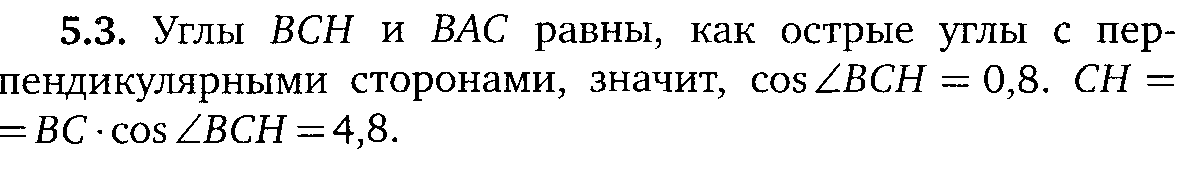 5.3. Углы BCH и BAC равны, как острые углы с пер-
пендикулярными сторонами, значит, cos∠BCH = 0,8. CH =
= BC · cos∠BCH = 4,8.